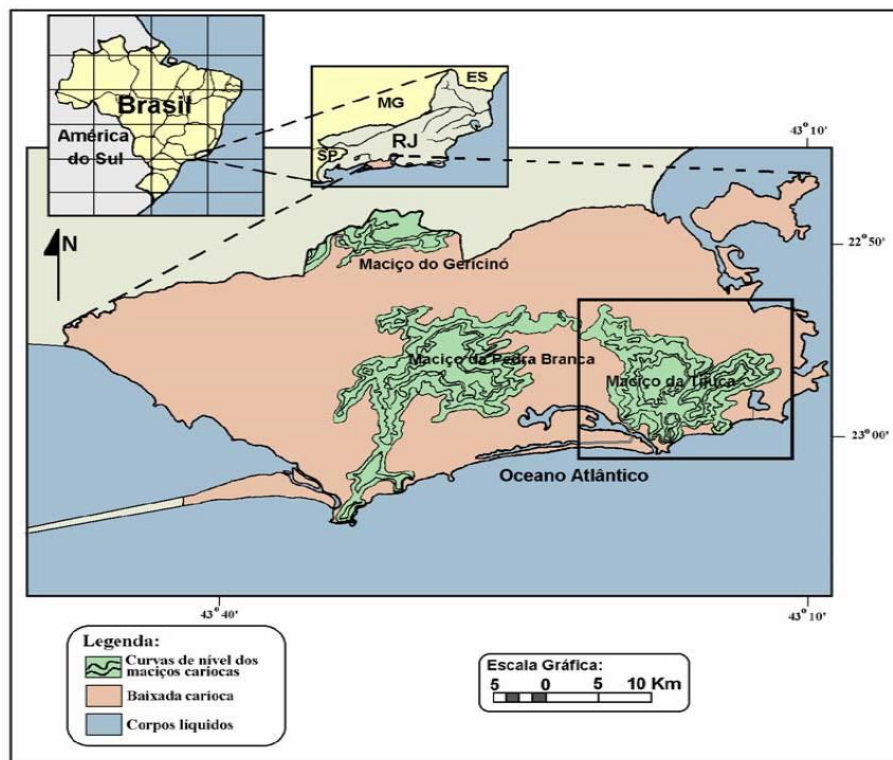 Brasil
América
do Sul
ES
MG
RJ
SP
43°10'
N
22°50'
Maciço do Gericinó
Maciço da Pedra Branca
Maciço da Tijuca
23°00'
Oceano Atlântico
43°40'
43°10'
Legenda:
Curvas de nível dos
maciços cariocas
Baixada carioca
Corpos líquidos
Escala Gráfica:
5 0 5 10 Km